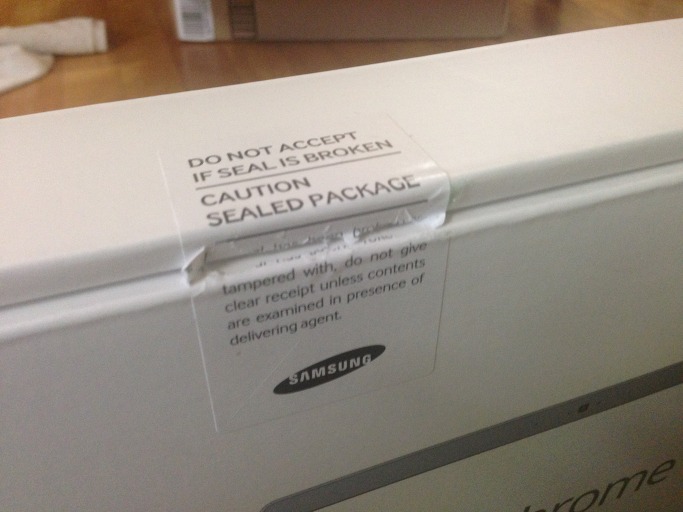 DO NOT ACCEPT
IF SEAL IS BROKEN
CAUTION
SEALED PACKAGE
tampered with, do not give
clear receipt unless contents
are examined in presence of
delivering agent.
SAMSUNG